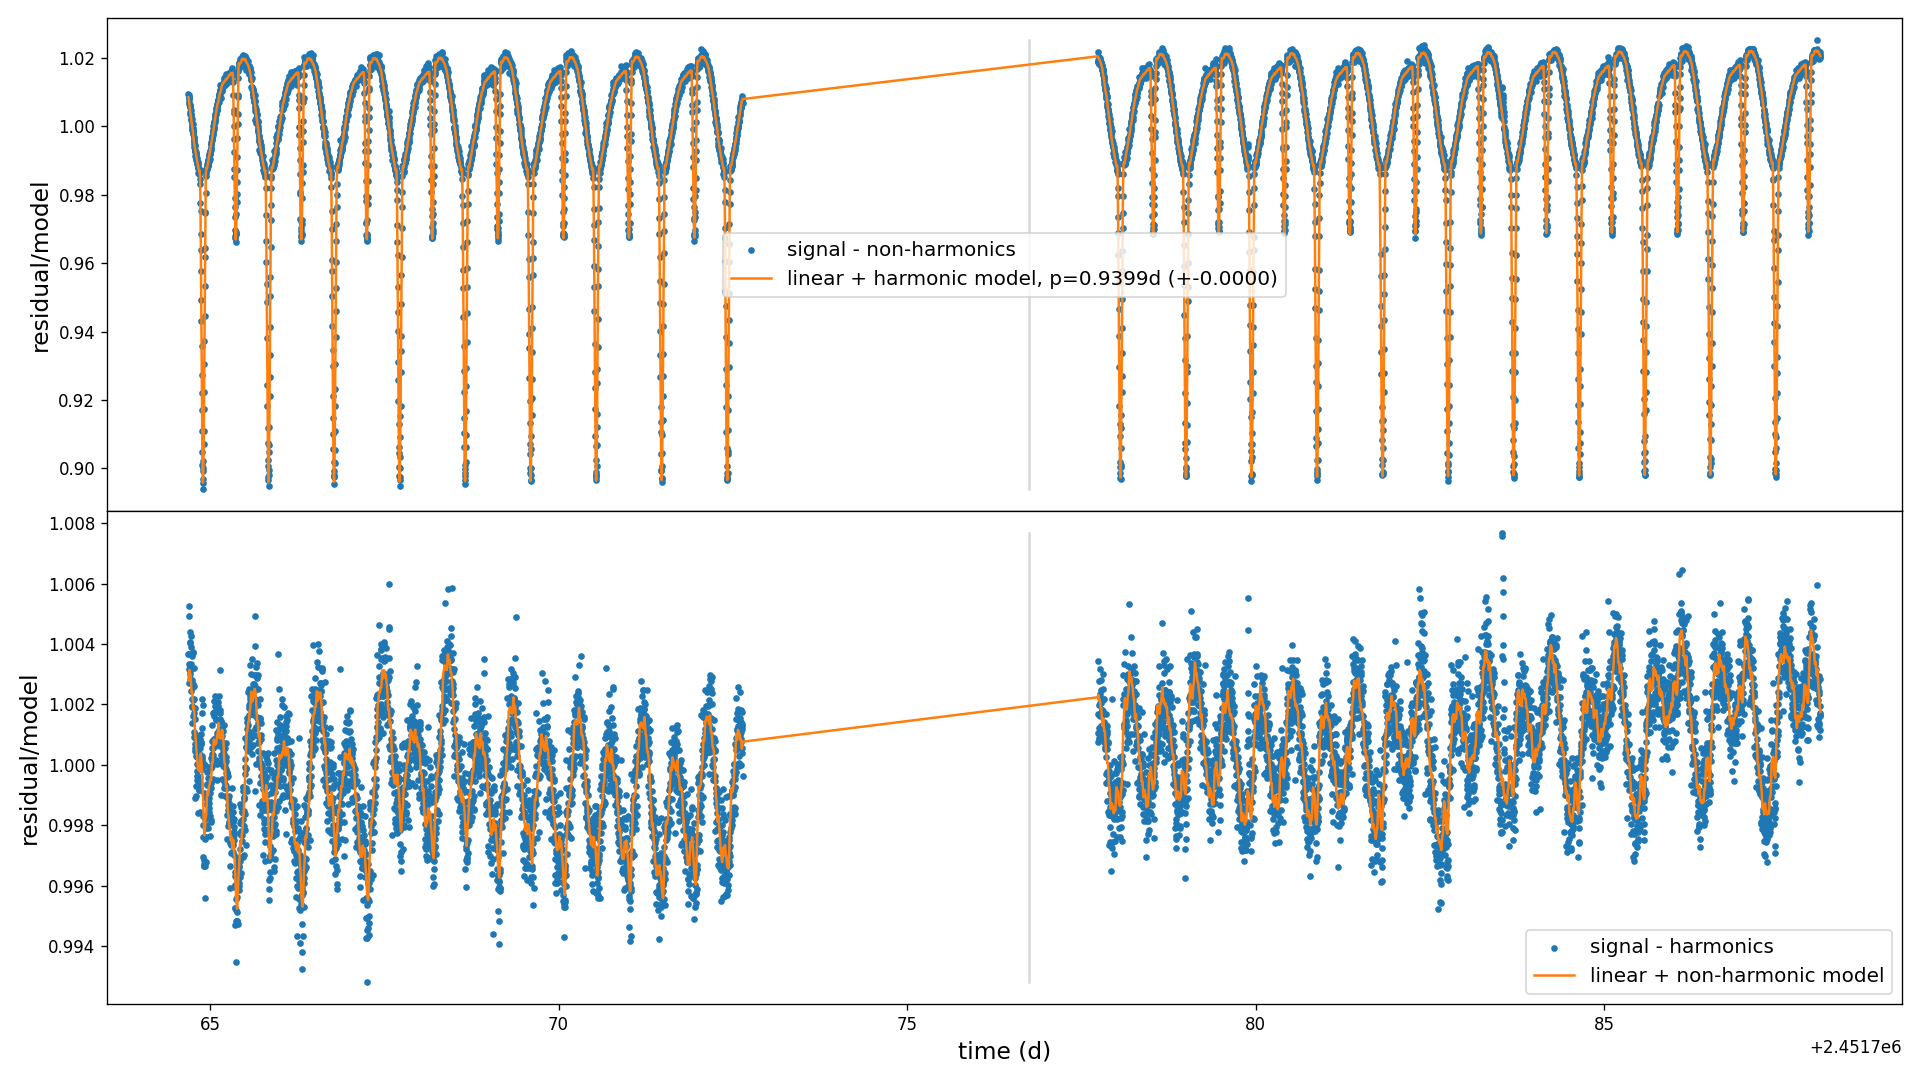 1.02
1.00
0.98
0.96
0.94
0.92
0.90
residual/model
signal - non-harmonics
linear + harmonic model, p=0.9399d (+-0.0000)
1.008
1.006
1.004
1.002
1.000
0.998
0.996
0.994
residual/model
signal - harmonics
linear + non-harmonic model
65
70
75
80
85
time (d)
+2.4517e6